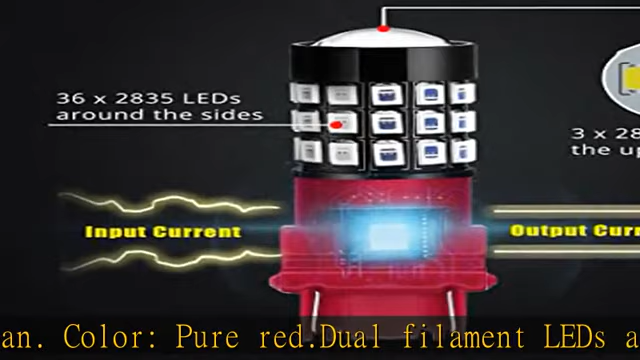 36 x 2835 LEDs
around the sides
3 x 28
the up
Input Current
Output Curr
an. Color: Pure red.Dual filament LEDs a